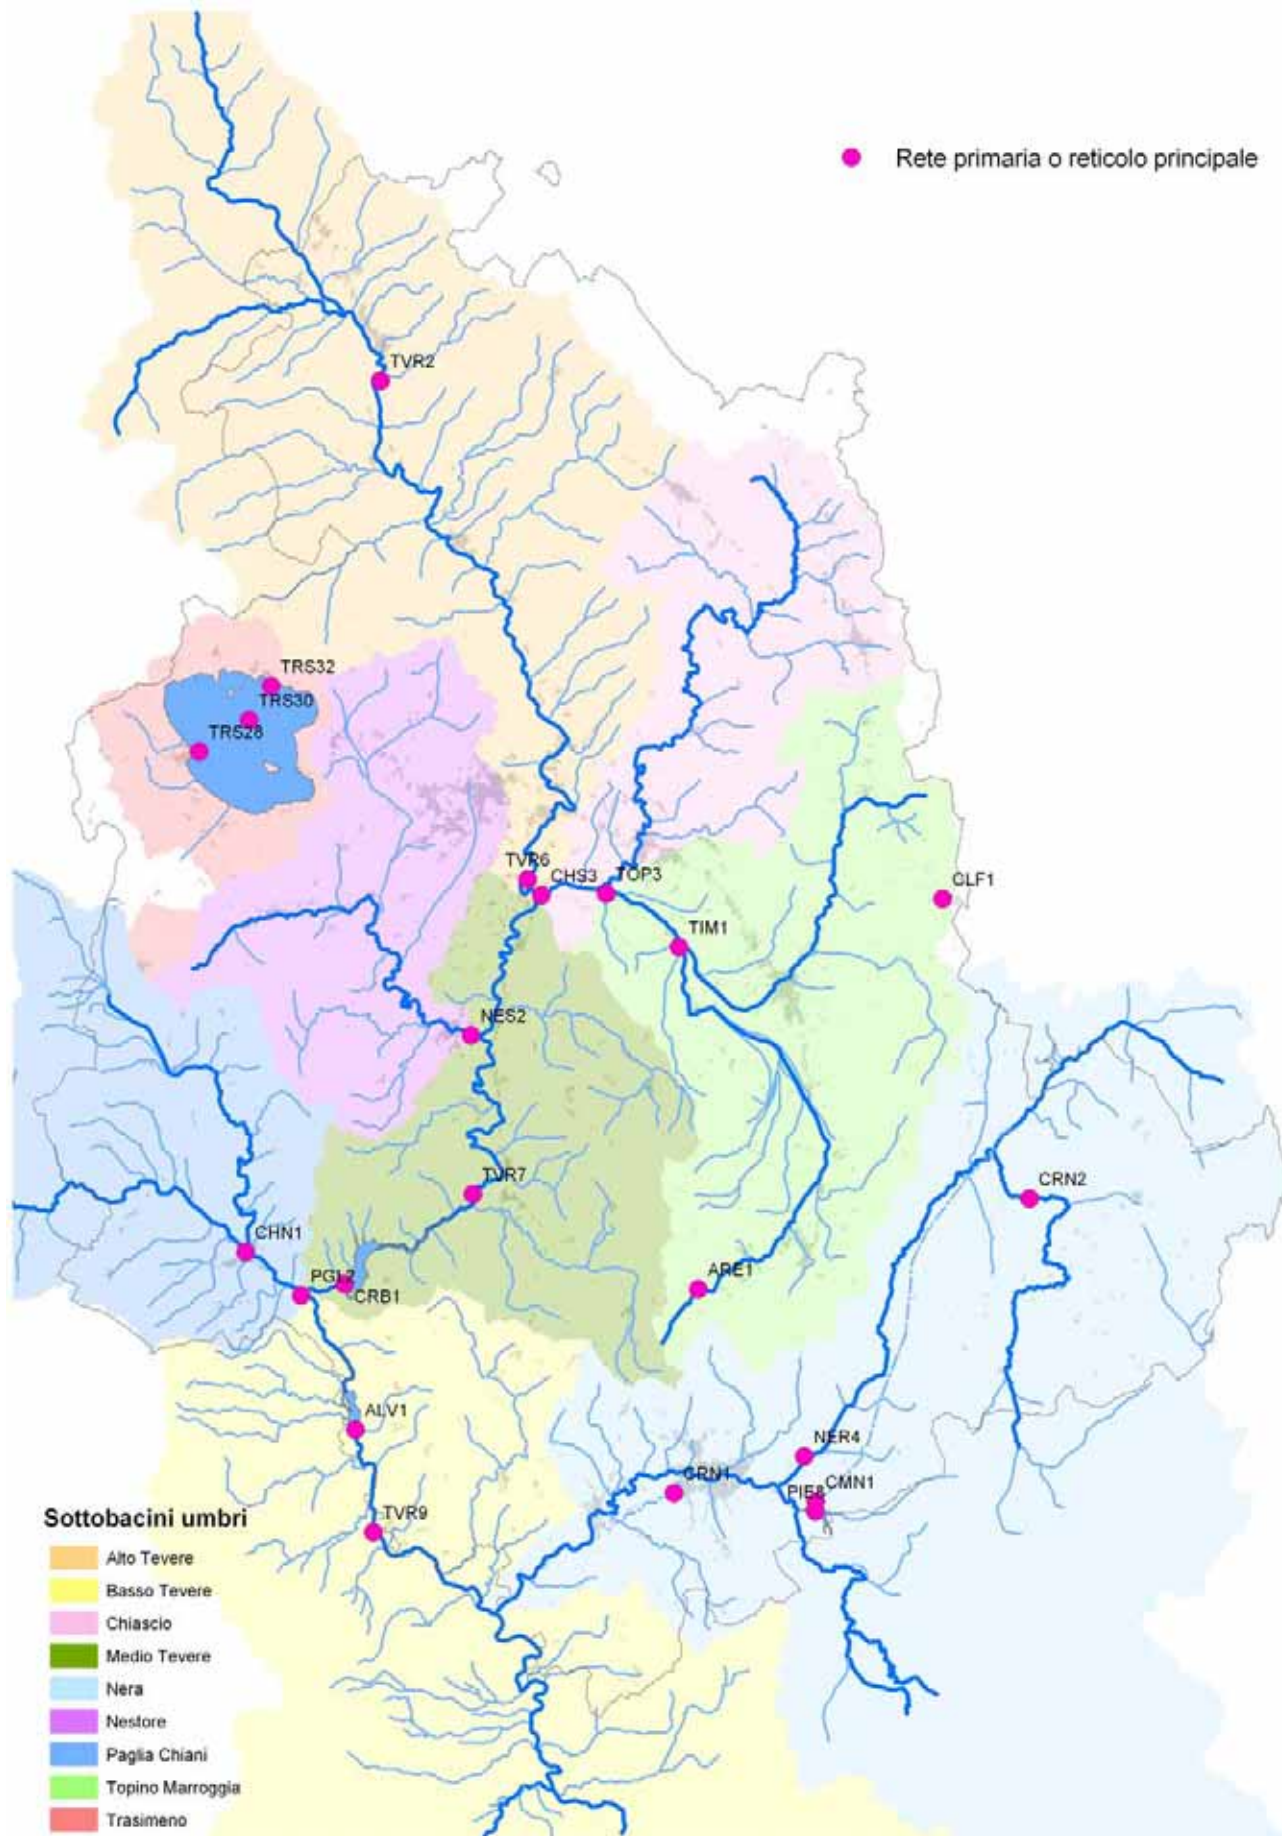 Rete primaria o reticolo principale
TVR2
TRS32
TRS30
TRS28
TVR6
CHS3
TOP3
CLF1
TIM1
NES2
TVR7
CRN2
CHN1
PGL2
CRB1
ARE1
ALV1
NER4
CRN1
CMN1
PIE8
TVR9
Sottobacini umbri
Alto Tevere
Basso Tevere
Chiascio
Medio Tevere
Nera
Nestore
Paglia Chiani
Topino Marroggia
Trasimeno